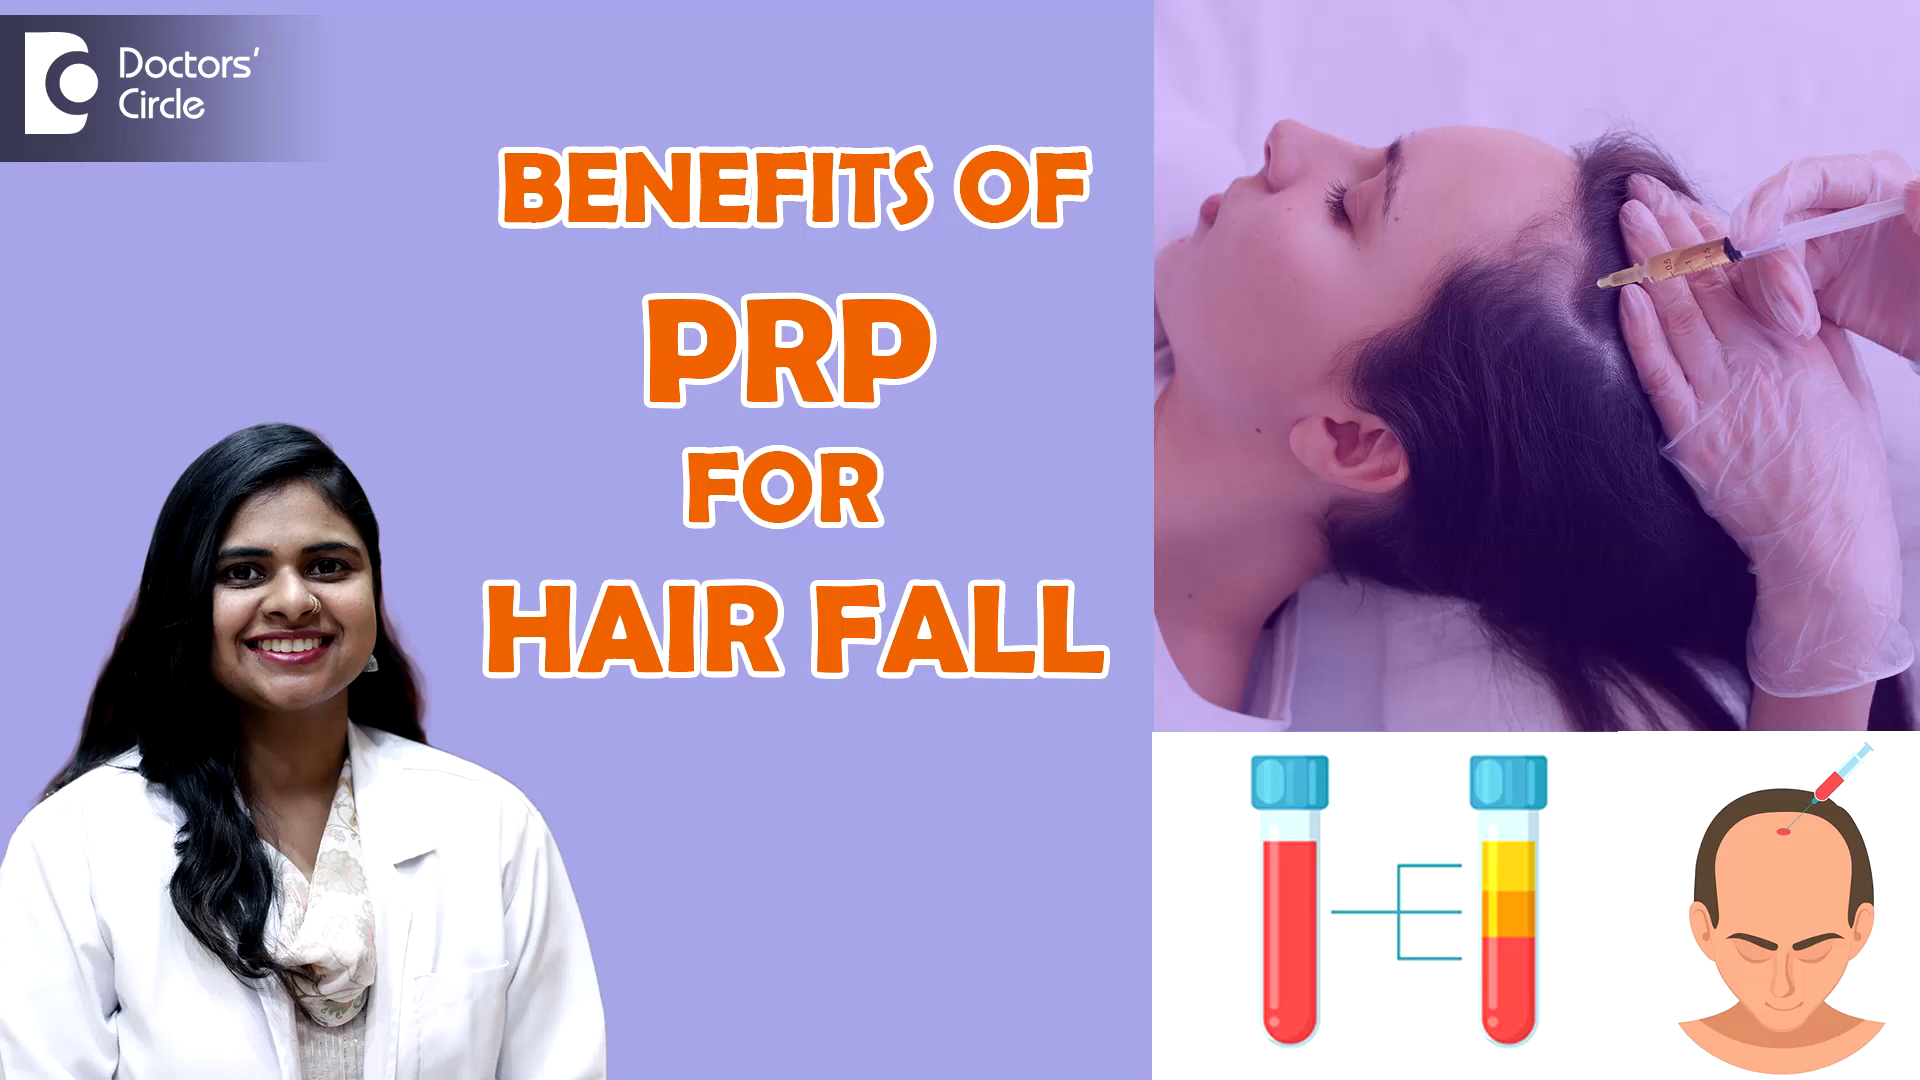 Doctors'
Circle
BENEFITS OF
PRP
FOR
HAIR FALL